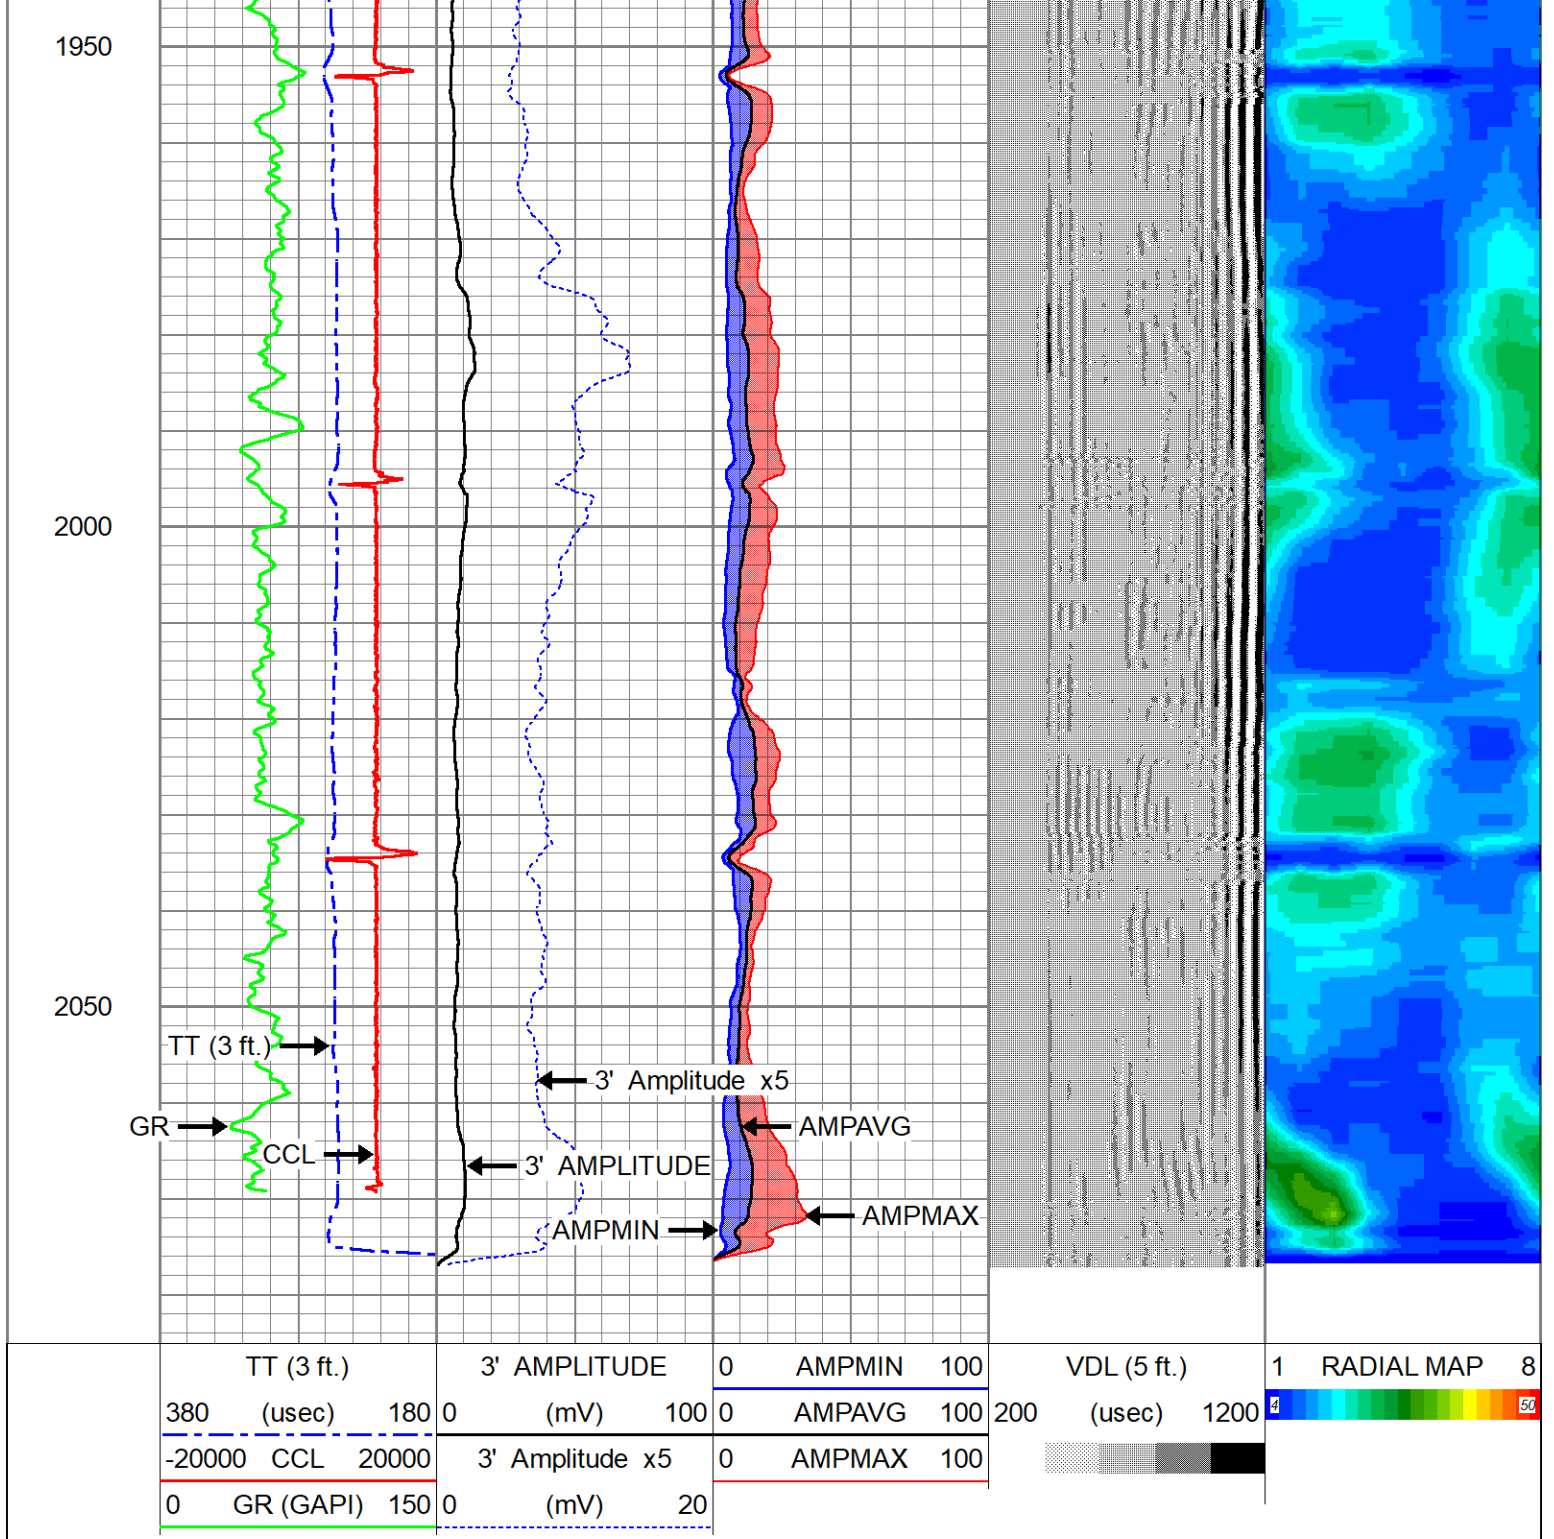 1950
2000
2050
TT (3 ft.)
3' Amplitude x5
GR
AMPAVG
CCL
3' AMPLITUDE
AMPMIN
AMPMAX
TT (3 ft.)
3' AMPLITUDE
0 AMPMIN 100
VDL (5 ft.)
1 RADIAL MAP 8
380 (usec) 180
0 (mV) 100
0 AMPAVG 100
200 (usec) 1200
4 50
-20000 CCL 20000
3' Amplitude x5
0 AMPMAX 100
0 GR (GAPI) 150
0 (mV) 20